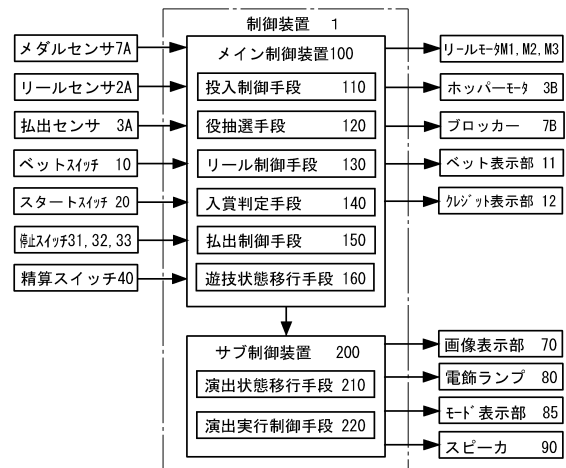 制御装置 1
メダルセンサ7A
リールセンサ2A
払出センサ 3A
ベットスイッチ 10
スタートスイッチ 20
停止スイッチ31, 32, 33
精算スイッチ40
メイン制御装置100
投入制御手段 110
役抽選手段 120
リール制御手段 130
入賞判定手段 140
払出制御手段 150
遊技状態移行手段 160
リールモータM1, M2, M3
ホッパーモータ 3B
ブロッカー 7B
ベット表示部 11
クレジット表示部 12
サブ制御装置 200
演出状態移行手段 210
演出実行制御手段 220
画像表示部 70
電飾ランプ 80
モード表示部 85
スピーカ 90